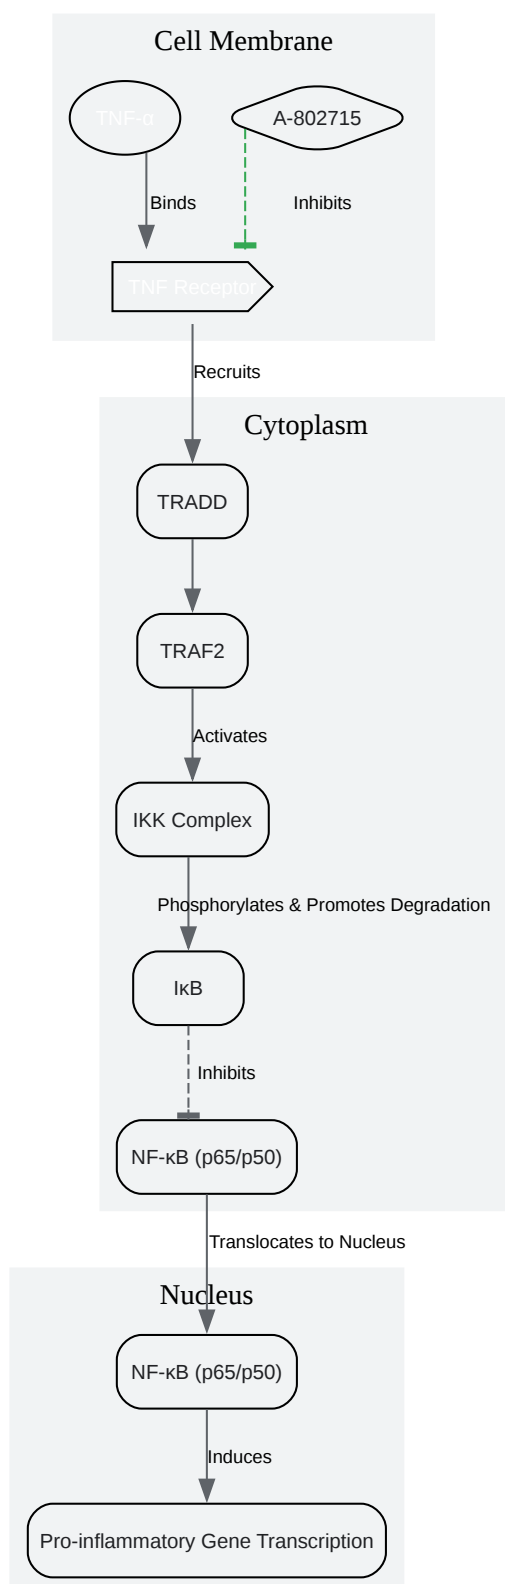 Cell Membrane
TNF-α
A-802715
Binds
Inhibits
TNF Receptor
Recruits
Cytoplasm
TRADD
TRAF2
Activates
IKK Complex
Phosphorylates & Promotes Degradation
IκB
Inhibits
NF-κB (p65/p50)
Translocates to Nucleus
Nucleus
NF-κB (p65/p50)
Induces
Pro-inflammatory Gene Transcription